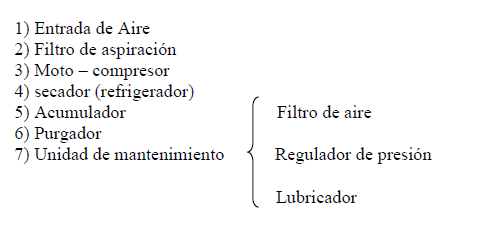 1) Entrada de Aire
2) Filtro de aspiración
3) Moto – compresor
4) secador (refrigerador)
5) Acumulador
6) Purgador
7) Unidad de mantenimiento
Filtro de aire
Regulador de presión
Lubricador